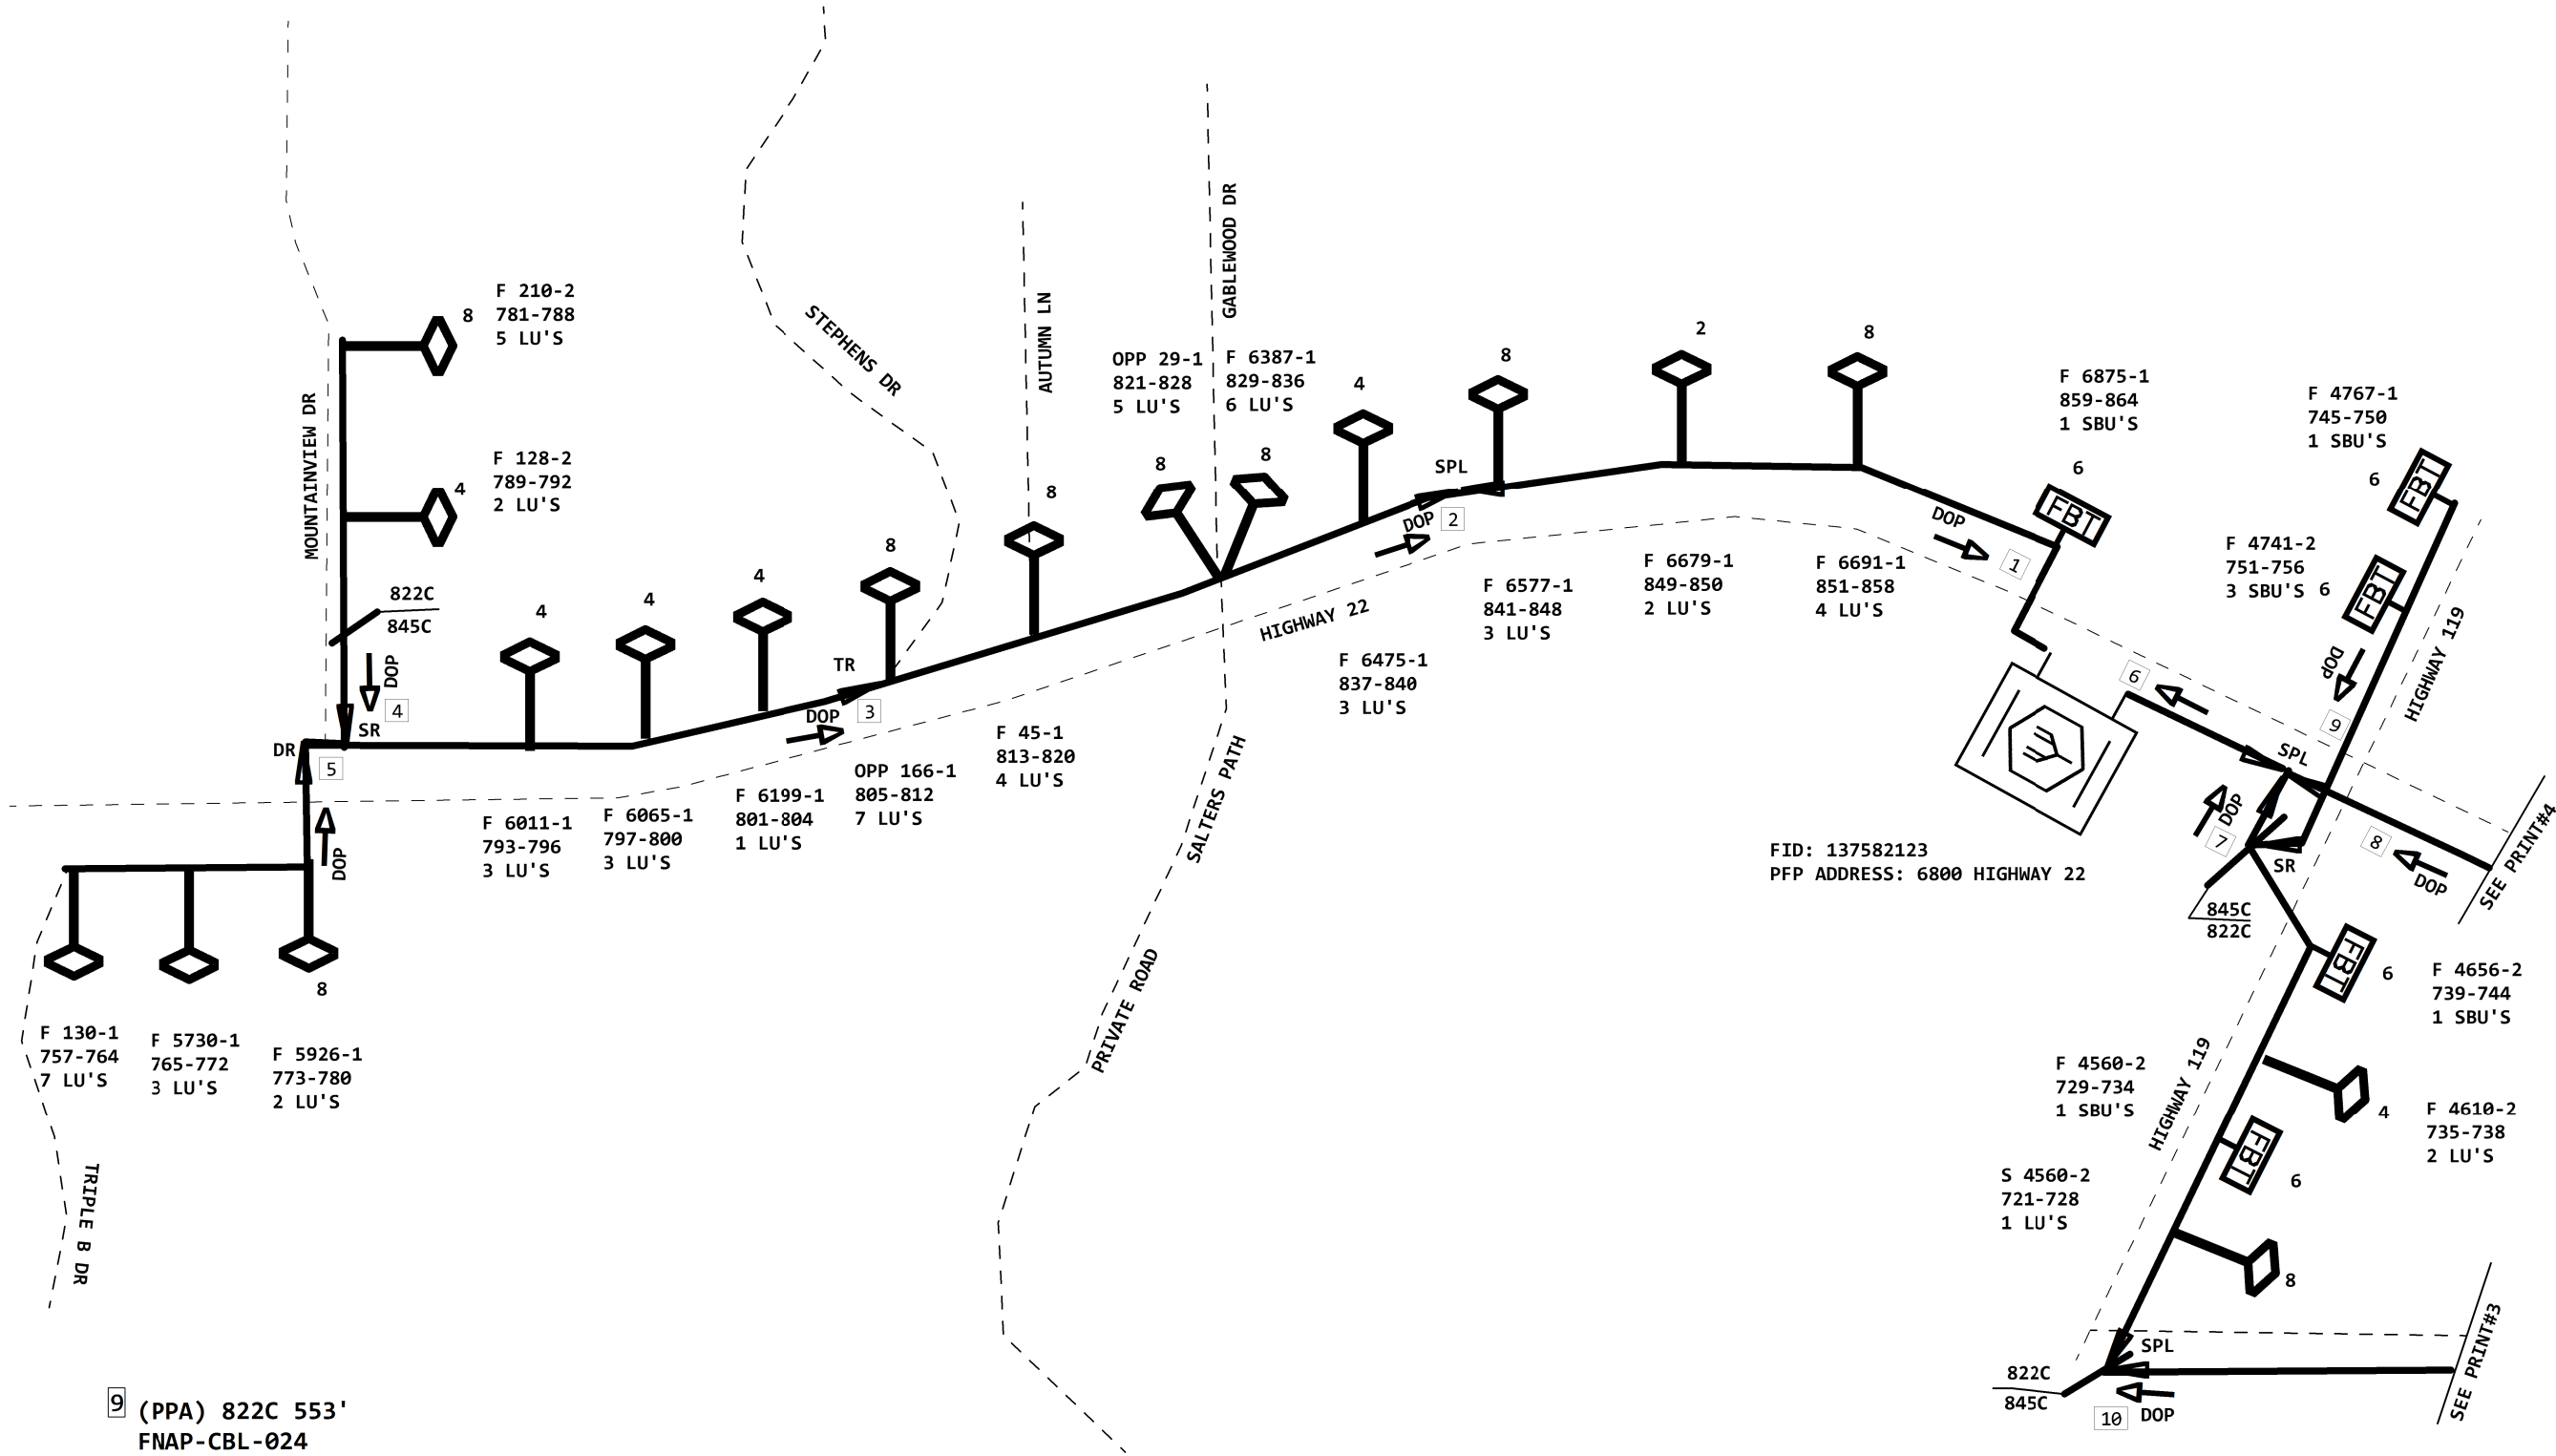 F 210-2
781-788
5 LU'S
8
F 128-2
789-792
2 LU'S
4
MOUNTAINVIEW DR
822C
845C
DOP
4
SR
DR
5
DOP
8
F 130-1
757-764
7 LU'S
F 5730-1
765-772
3 LU'S
F 5926-1
773-780
2 LU'S
TRIPLE B DR
4
F 6011-1
793-796
3 LU'S
4
F 6065-1
797-800
3 LU'S
4
F 6199-1
801-804
1 LU'S
STEPHENS DR
8
TR
DOP
3
OPP 166-1
805-812
7 LU'S
AUTUMN LN
8
F 45-1
813-820
4 LU'S
GABLEWOOD DR
OPP 29-1
821-828
5 LU'S
F 6387-1
829-836
6 LU'S
8
8
4
SPL
8
DOP
2
HIGHWAY 22
F 6475-1
837-840
3 LU'S
F 6577-1
841-848
3 LU'S
2
F 6679-1
849-850
2 LU'S
8
F 6691-1
851-858
4 LU'S
SALTERS PATH
PRIVATE ROAD
DOP
1
F 6875-1
859-864
1 SBU'S
6
FBT
F 4767-1
745-750
1 SBU'S
6
FBT
F 4741-2
751-756
3 SBU'S
6
FBT
DOP
HIGHWAY 119
9
6
SPL
DOP
7
SR
8
DOP
SEE PRINT#4
FID: 137582123
PFP ADDRESS: 6800 HIGHWAY 22
845C
822C
FBT
6
F 4656-2
739-744
1 SBU'S
F 4560-2
729-734
1 SBU'S
HIGHWAY 119
4
F 4610-2
735-738
2 LU'S
FBT
6
S 4560-2
721-728
1 LU'S
8
SPL
822C
845C
10
DOP
SEE PRINT#3
9
(PPA) 822C 553'
FNAP-CBL-024